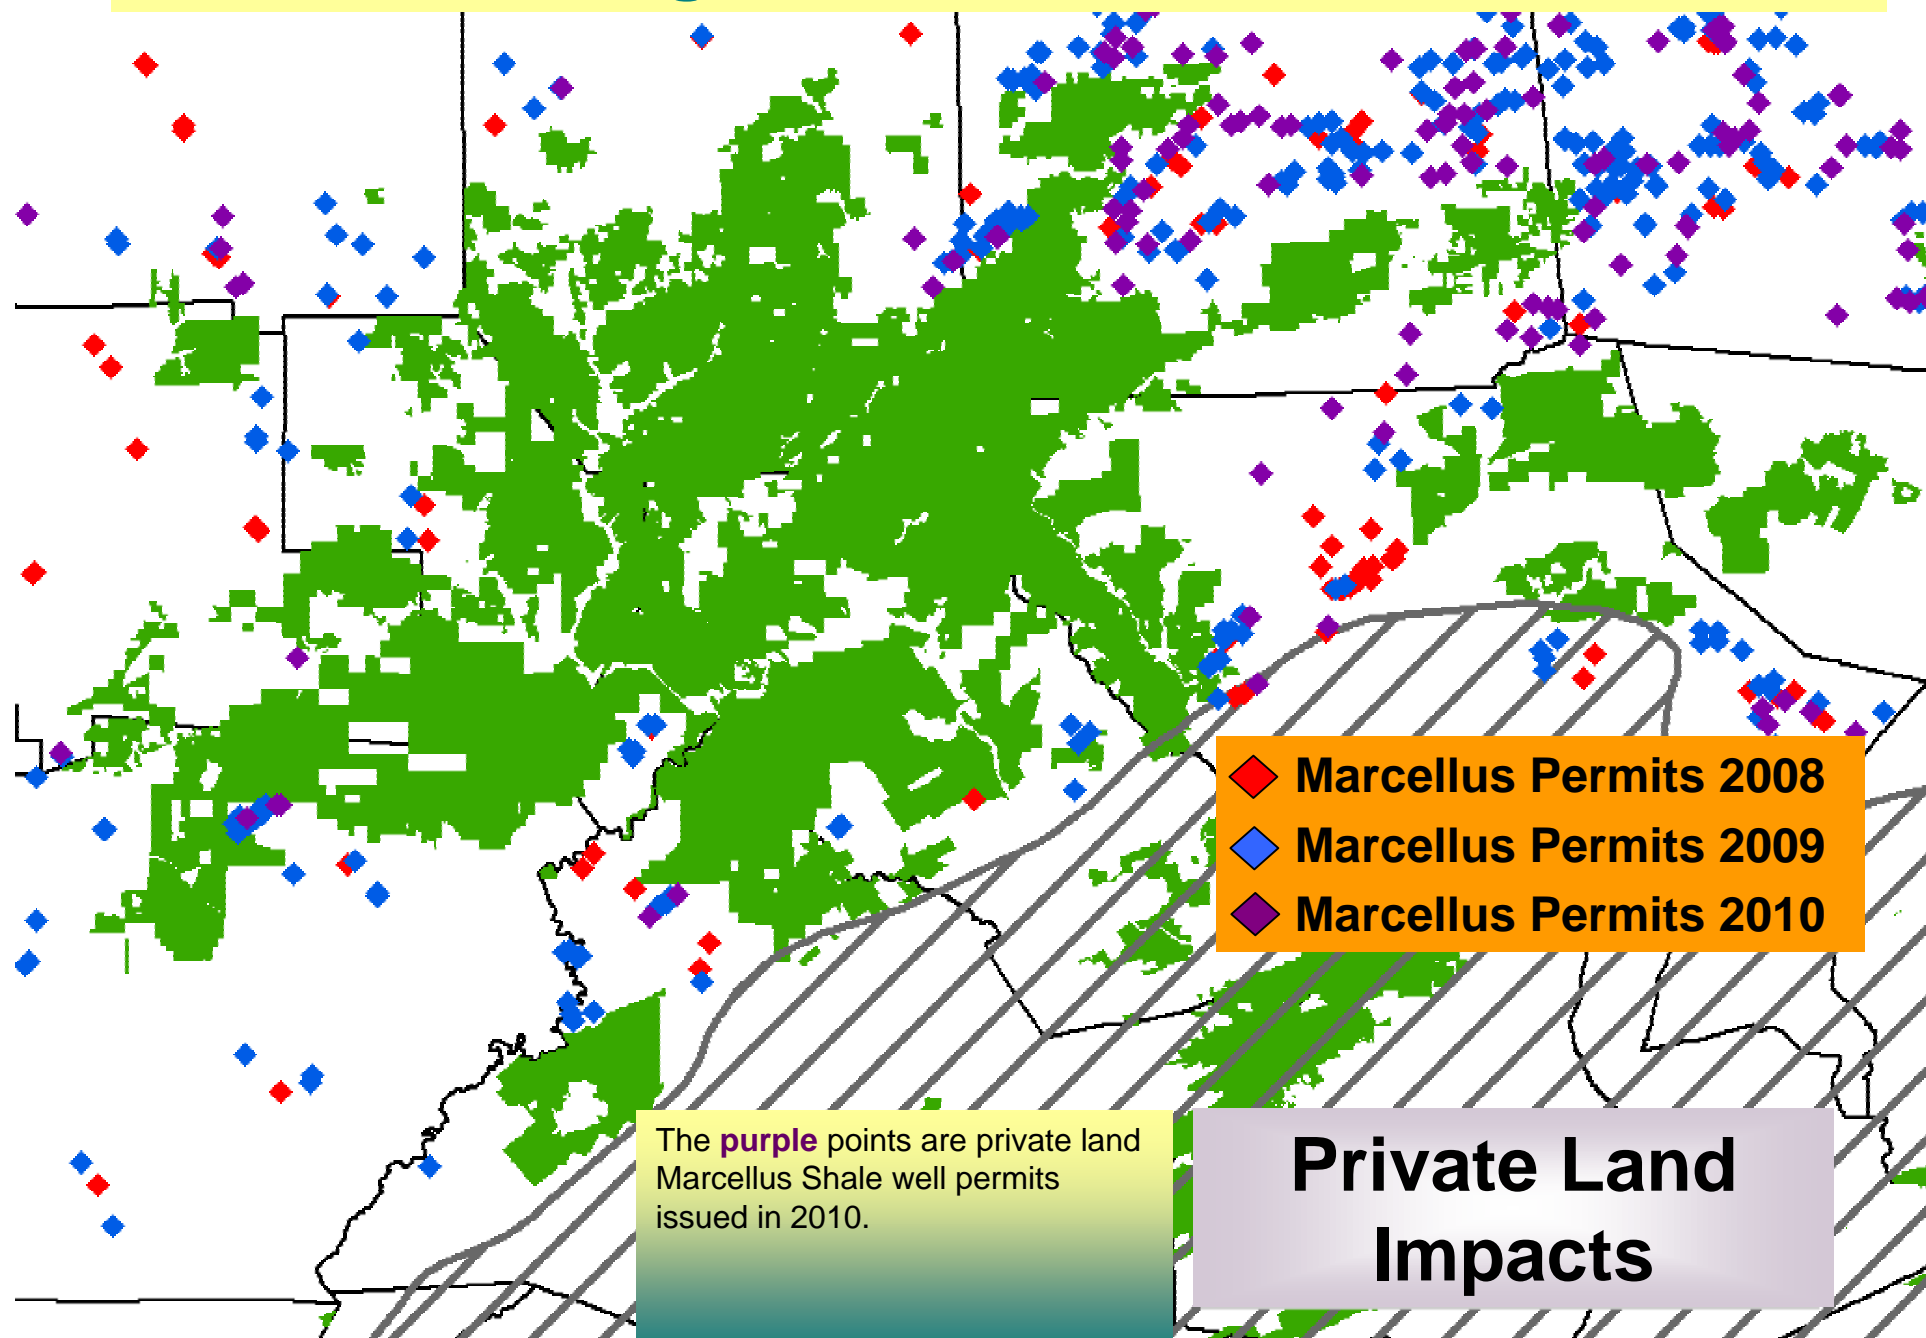 Marcellus Permits 2008
Marcellus Permits 2009
Marcellus Permits 2010
The purple points are private land
Marcellus Shale well permits
issued in 2010.
Private Land
Impacts